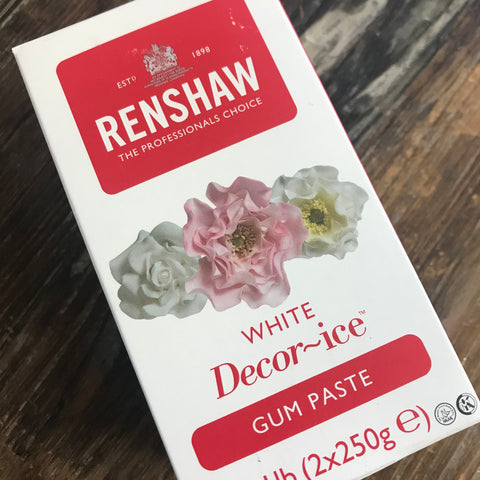 ESTD 1898
RENSHAW
THE PROFESSIONALS CHOICE
WHITE
Decor~ice™
GUM PASTE
lb (2x250g ℮)
K